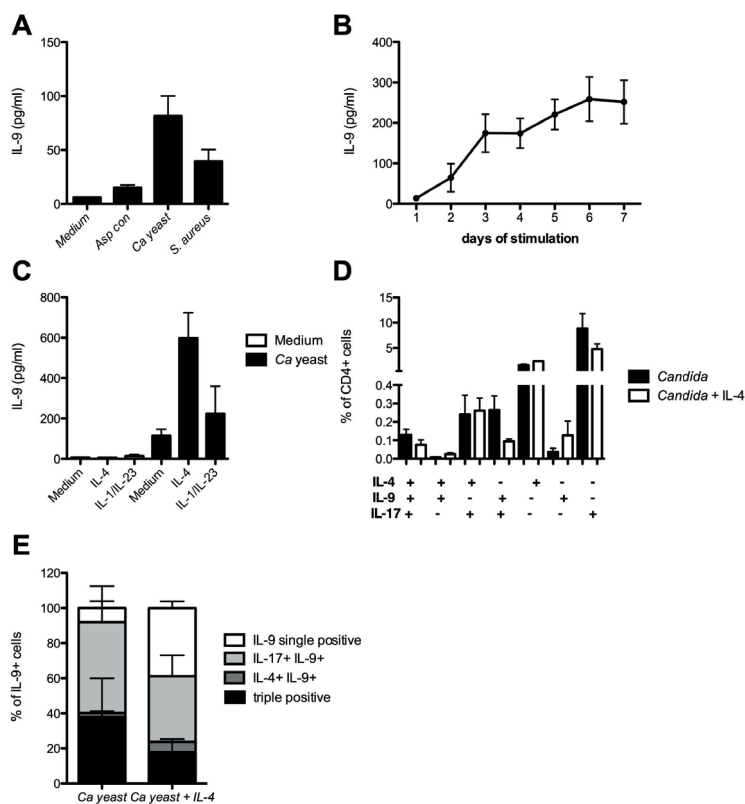 A
IL-9 (pg/ml)
150
100
50
0
Medium
Asp con
Ca yeast
S. aureus
B
IL-9 (pg/ml)
400
300
200
100
0
1 2 3 4 5 6 7
days of stimulation
C
IL-9 (pg/ml)
800
600
400
200
0
Medium
IL-4
IL-1/IL-23
Medium
IL-4
IL-1/IL-23
Medium
Ca yeast
D
% of CD4+ cells
15
10
5
0.4
0.3
0.2
0.1
0.0
Candida
Candida + IL-4
IL-4 + + + - + - -
IL-9 + + - + - + -
IL-17 + - + + - - +
E
% of IL-9+ cells
120
100
80
60
40
20
0
Ca yeast Ca yeast + IL-4
IL-9 single positive
IL-17+ IL-9+
IL-4+ IL-9+
triple positive